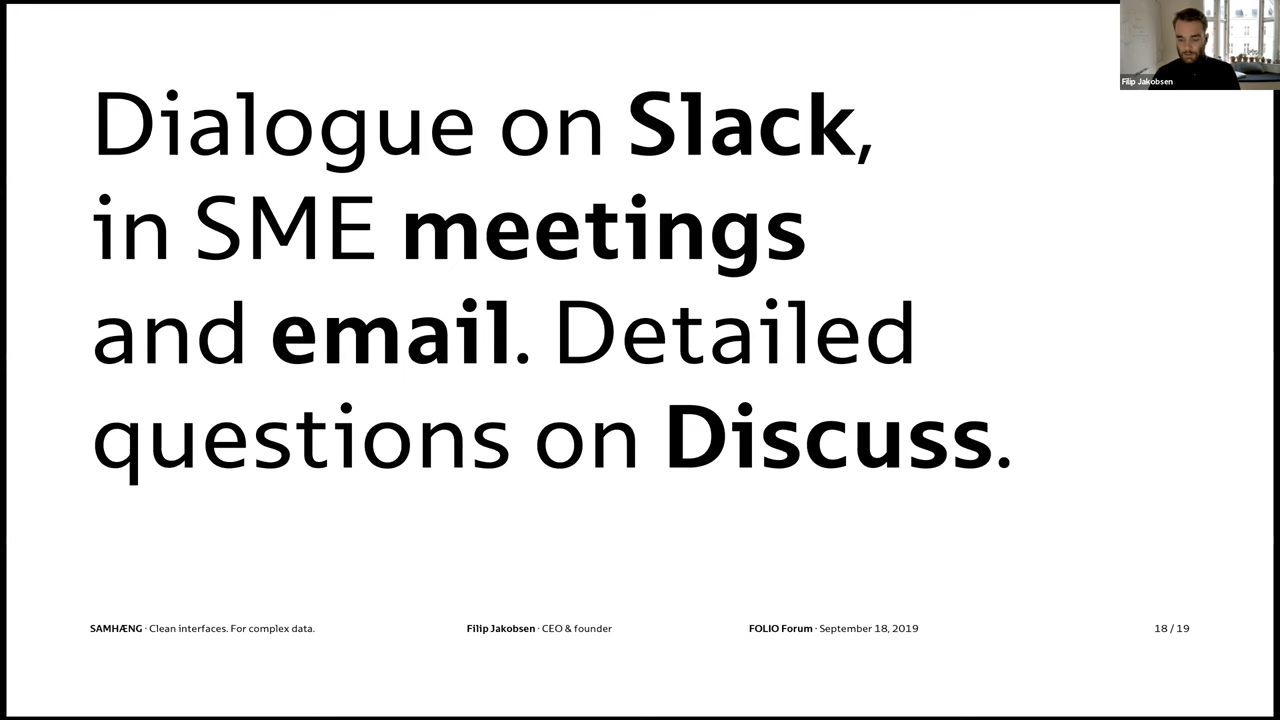 Dialogue on Slack,
in SME meetings
and email. Detailed
questions on Discuss.
Filip Jakobsen
SAMHÆNG · Clean interfaces. For complex data.
Filip Jakobsen · CEO & founder
FOLIO Forum · September 18, 2019
18 / 19